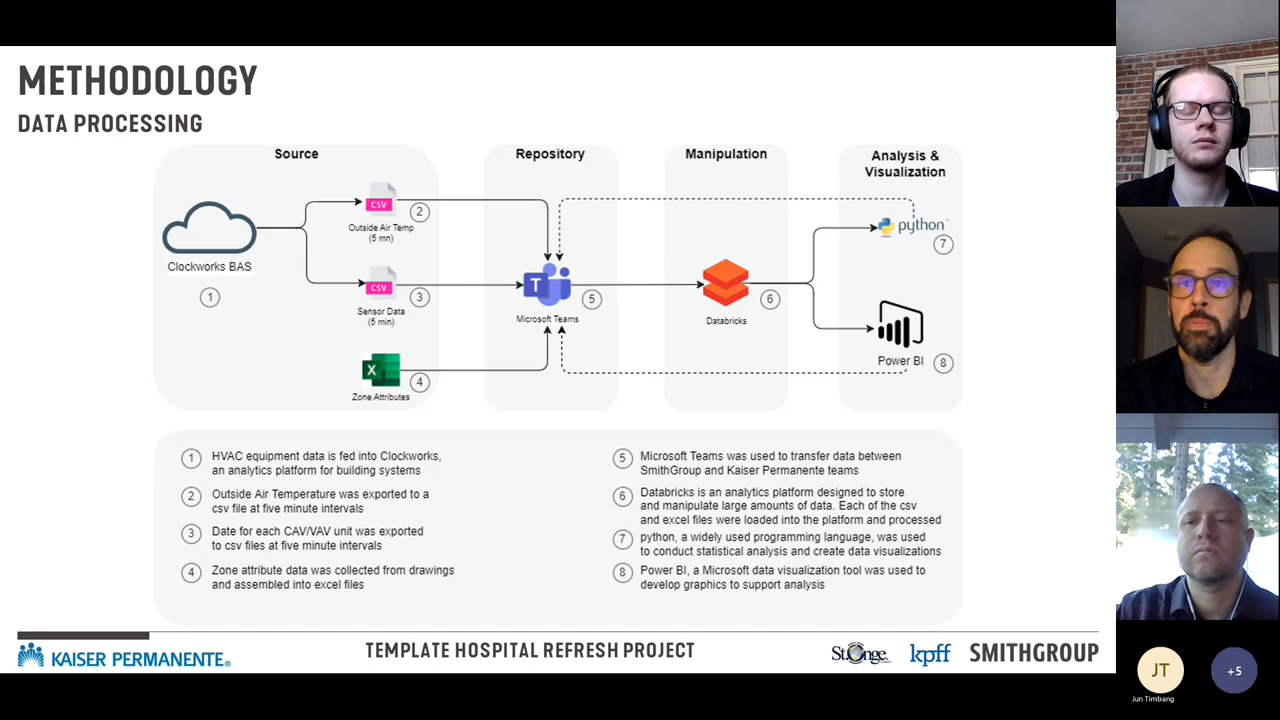 METHODOLOGY
DATA PROCESSING
Source
Repository
Manipulation
Analysis &
Visualization
CSV
2
Outside Air Temp
(5 mn)
Clockworks BAS
1
CSV
3
Sensor Data
(5 min)
X
4
Zone Attributes
T
5
Microsoft Teams
6
Databricks
python™
7
Power BI
8
1 HVAC equipment data is fed into Clockworks,
an analytics platform for building systems
2 Outside Air Temperature was exported to a
csv file at five minute intervals
3 Date for each CAV/VAV unit was exported
to csv files at five minute intervals
4 Zone attribute data was collected from drawings
and assembled into excel files
5 Microsoft Teams was used to transfer data between
SmithGroup and Kaiser Permanente teams
6 Databricks is an analytics platform designed to store
and manipulate large amounts of data. Each of the csv
and excel files were loaded into the platform and processed
7 python, a widely used programming language, was used
to conduct statistical analysis and create data visualizations
8 Power BI, a Microsoft data visualization tool was used to
develop graphics to support analysis
KAISER PERMANENTE®
TEMPLATE HOSPITAL REFRESH PROJECT
St.Onge
kpff
SMITHGROUP
JT
Jun Timbang
+5